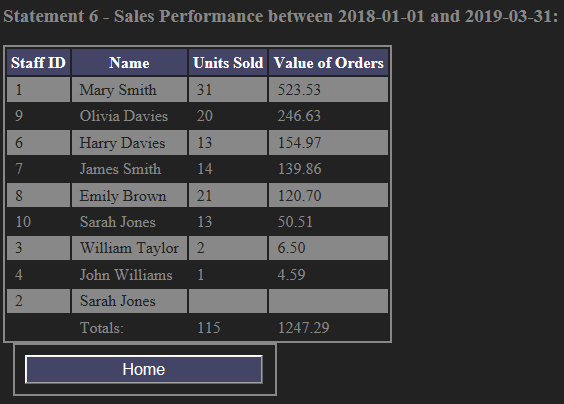 Statement 6 - Sales Performance between 2018-01-01 and 2019-03-31:
Staff ID Name Units Sold Value of Orders
1 Mary Smith 31 523.53
9 Olivia Davies 20 246.63
6 Harry Davies 13 154.97
7 James Smith 14 139.86
8 Emily Brown 21 120.70
10 Sarah Jones 13 50.51
3 William Taylor 2 6.50
4 John Williams 1 4.59
2 Sarah Jones
Totals: 115 1247.29
Home